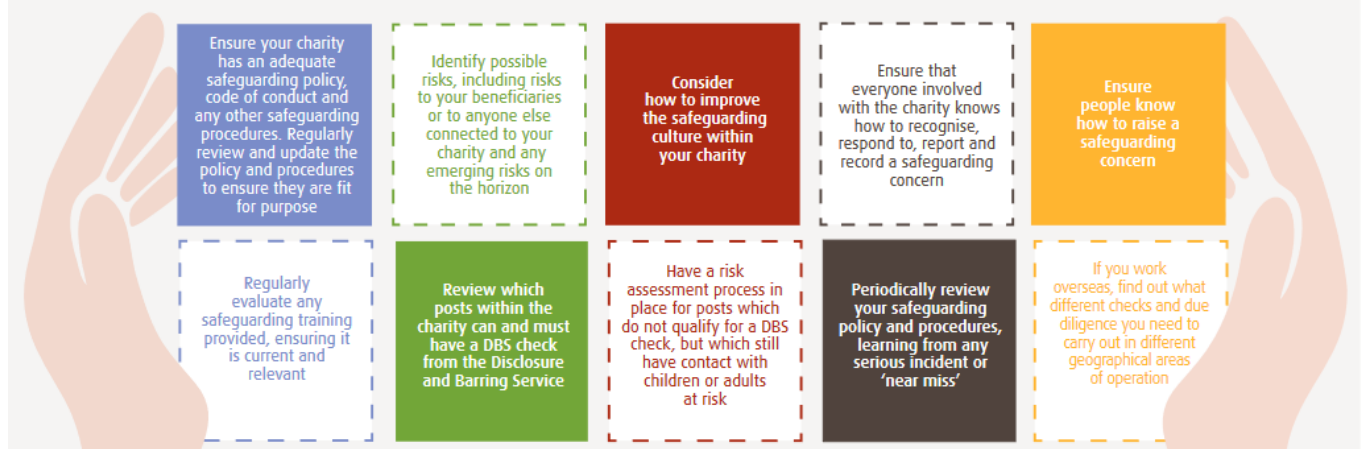 Ensure your charity
has an adequate
safeguarding policy,
code of conduct and
any other safeguarding
procedures. Regularly
review and update the
policy and procedures
to ensure they are fit
for purpose
Identify possible
risks, including risks
to your beneficiaries
or to anyone else
connected to your
charity and any
emerging risks on
the horizon
Consider
how to improve
the safeguarding
culture within
your charity
Ensure that
everyone involved
with the charity knows
how to recognise,
respond to, report and
record a safeguarding
concern
Ensure
people know
how to raise a
safeguarding
concern
Regularly
evaluate any
safeguarding training
provided, ensuring it
is current and
relevant
Review which
posts within the
charity can and must
have a DBS check
from the Disclosure
and Barring Service
Have a risk
assessment process in
place for posts which
do not qualify for a DBS
check, but which still
have contact with
children or adults
at risk
Periodically review
your safeguarding
policy and procedures,
learning from any
serious incident or
‘near miss’
If you work
overseas, find out what
different checks and due
diligence you need to
carry out in different
geographical areas
of operation